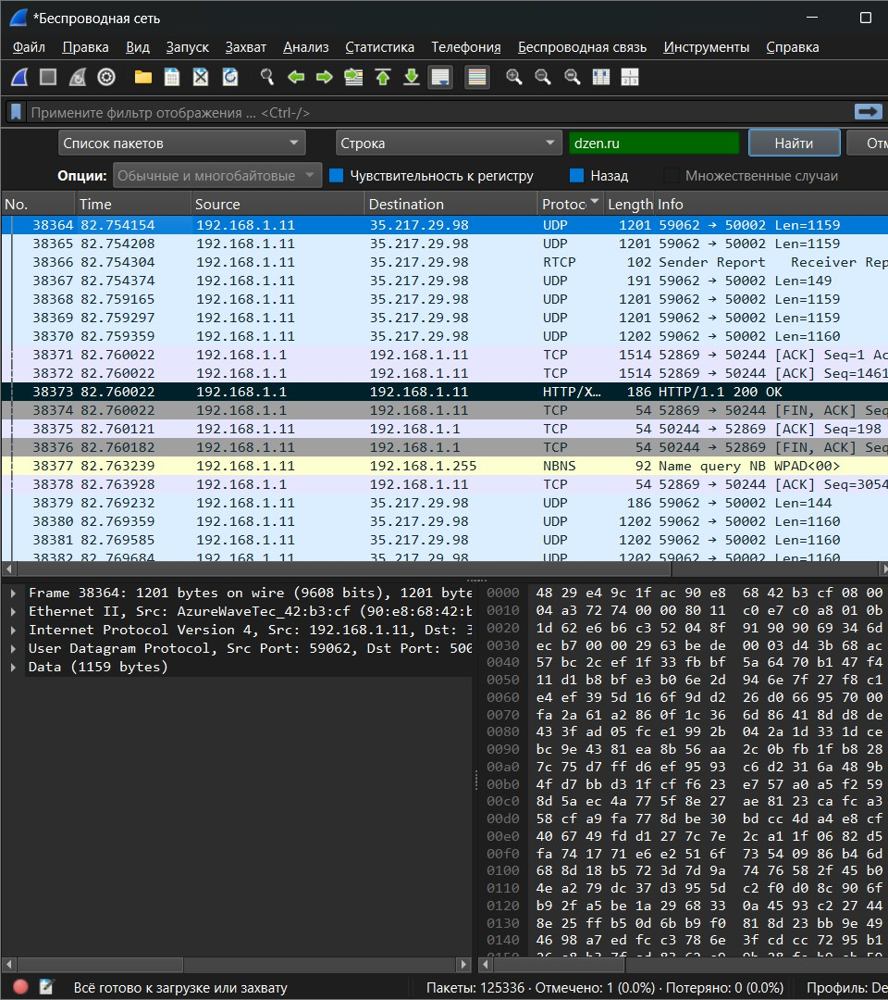 *Беспроводная сеть
Файл Правка Вид Запуск Захват Анализ Статистика Телефония Беспроводная связь Инструменты Справка
Примените фильтр отображения … <Ctrl-/>
Список пакетов Строка dzen.ru Найти Отм
Опции: Обычные и многобайтовые Чувствительность к регистру Назад Множественные случаи
No. Time Source Destination Protoc Length Info
38364 82.754154 192.168.1.11 35.217.29.98 UDP 1201 59062 → 50002 Len=1159
38365 82.754208 192.168.1.11 35.217.29.98 UDP 1201 59062 → 50002 Len=1159
38366 82.754304 192.168.1.11 35.217.29.98 RTCP 102 Sender Report Receiver Rep
38367 82.754374 192.168.1.11 35.217.29.98 UDP 191 59062 → 50002 Len=149
38368 82.759165 192.168.1.11 35.217.29.98 UDP 1201 59062 → 50002 Len=1159
38369 82.759297 192.168.1.11 35.217.29.98 UDP 1201 59062 → 50002 Len=1159
38370 82.759359 192.168.1.11 35.217.29.98 UDP 1202 59062 → 50002 Len=1160
38371 82.760022 192.168.1.1 192.168.1.11 TCP 1514 52869 → 50244 [ACK] Seq=1 Ac
38372 82.760022 192.168.1.1 192.168.1.11 TCP 1514 52869 → 50244 [ACK] Seq=1461
38373 82.760022 192.168.1.1 192.168.1.11 HTTP/X… 186 HTTP/1.1 200 OK
38374 82.760022 192.168.1.1 192.168.1.11 TCP 54 52869 → 50244 [FIN, ACK] Seq
38375 82.760121 192.168.1.11 192.168.1.1 TCP 54 50244 → 52869 [ACK] Seq=198
38376 82.760182 192.168.1.11 192.168.1.1 TCP 54 50244 → 52869 [FIN, ACK] Seq
38377 82.763239 192.168.1.11 192.168.1.255 NBNS 92 Name query NB WPAD<00>
38378 82.763928 192.168.1.1 192.168.1.11 TCP 54 52869 → 50244 [ACK] Seq=3054
38379 82.769232 192.168.1.11 35.217.29.98 UDP 186 59062 → 50002 Len=144
38380 82.769359 192.168.1.11 35.217.29.98 UDP 1202 59062 → 50002 Len=1160
38381 82.769585 192.168.1.11 35.217.29.98 UDP 1202 59062 → 50002 Len=1160
38382 82.769684 192.168.1.11 35.217.29.98 UDP 1202 59062 → 50002 Len=1160
Frame 38364: 1201 bytes on wire (9608 bits), 1201 byte
Ethernet II, Src: AzureWaveTec_42:b3:cf (90:e8:68:42:b
Internet Protocol Version 4, Src: 192.168.1.11, Dst: 3
User Datagram Protocol, Src Port: 59062, Dst Port: 500
Data (1159 bytes)
0000 48 29 e4 9c 1f ac 90 e8 68 42 b3 cf 08 00
0010 04 a3 72 74 00 00 80 11 c0 e7 c0 a8 01 0b
0020 1d 62 e6 b6 c3 52 04 8f 91 90 90 69 34 6d
0030 ec b7 00 00 29 63 be de 00 03 d4 3b 68 ac
0040 57 bc 2c ef 1f 33 fb bf 5a 64 70 b1 47 f4
0050 11 d1 b8 bf e3 b0 6e 2d 94 6e 7f 27 f8 c1
0060 e4 ef 39 5d 16 6f 9d d2 26 d0 66 95 70 00
0070 fa 2a 61 a2 86 0f 1c 36 6d 86 41 8d d8 de
0080 43 3f ad 05 fc e1 99 2b 04 2a 1d 33 1d ce
0090 bc 9e 43 81 ea 8b 56 aa 2c 0b fb 1f b8 28
00a0 7c 75 d7 ff d6 ef 95 93 c6 d2 31 6a 48 9b
00b0 4f d7 bb d3 1f cf f6 23 e7 57 a0 a5 f2 59
00c0 8d 5a ec 4a 77 5f 8e 27 ae 81 23 ca fc a3
00d0 58 cf a9 fa 77 8d be 30 bd cc 4d a4 e8 cf
00e0 40 67 49 fd d1 27 7c 7e 2c a1 1f 06 82 d5
00f0 fa 74 17 71 e6 e2 51 6f 73 54 09 86 b4 6d
0100 68 8d 18 b5 72 3d 7d 9a 74 76 58 2f 45 b0
0110 4e a2 79 dc 37 d3 95 5d c2 f0 d0 8c 90 6f
0120 b9 2f a5 be 1a 29 68 33 0a 45 93 c2 27 44
0130 8e 25 ff b5 0d 6b b9 f0 81 8d 23 bb 9e 49
0140 46 98 a7 ed fc c3 78 6e 3f cd cc 72 95 b1
Всё готово к загрузке или захвату Пакеты: 125336 · Отмечено: 1 (0.0%) · Потеряно: 0 (0.0%) Профиль: De